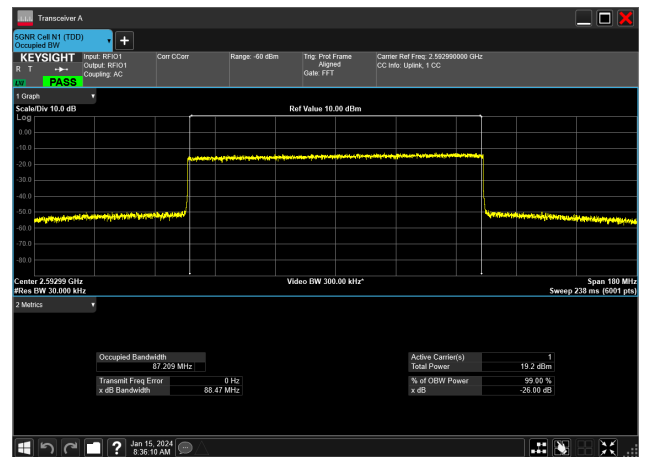 Transceiver A
5GNR Cell N1 (TDD)
Occupied BW
KEYSIGHT
R T
LVI
PASS
Input: RFIO1
Output: RFIO1
Coupling: AC
Corr CCorr
Range: -60 dBm
Trig: Prot Frame
Aligned
Gate: FFT
Carrier Ref Freq: 2.592990000 GHz
CC Info: Uplink, 1 CC
1 Graph
Scale/Div 10.0 dB
Ref Value 10.00 dBm
Log
0.00
-10.0
-20.0
-30.0
-40.0
-50.0
-60.0
-70.0
-80.0
Center 2.59299 GHz
Video BW 300.00 kHz*
Span 180 MHz
#Res BW 30.000 kHz
Sweep 238 ms (6001 pts)
2 Metrics
Occupied Bandwidth
87.209 MHz
Transmit Freq Error 0 Hz
x dB Bandwidth 88.47 MHz
Active Carrier(s) 1
Total Power 19.2 dBm
% of OBW Power 99.00 %
x dB -26.00 dB
Jan 15, 2024
8:36:10 AM